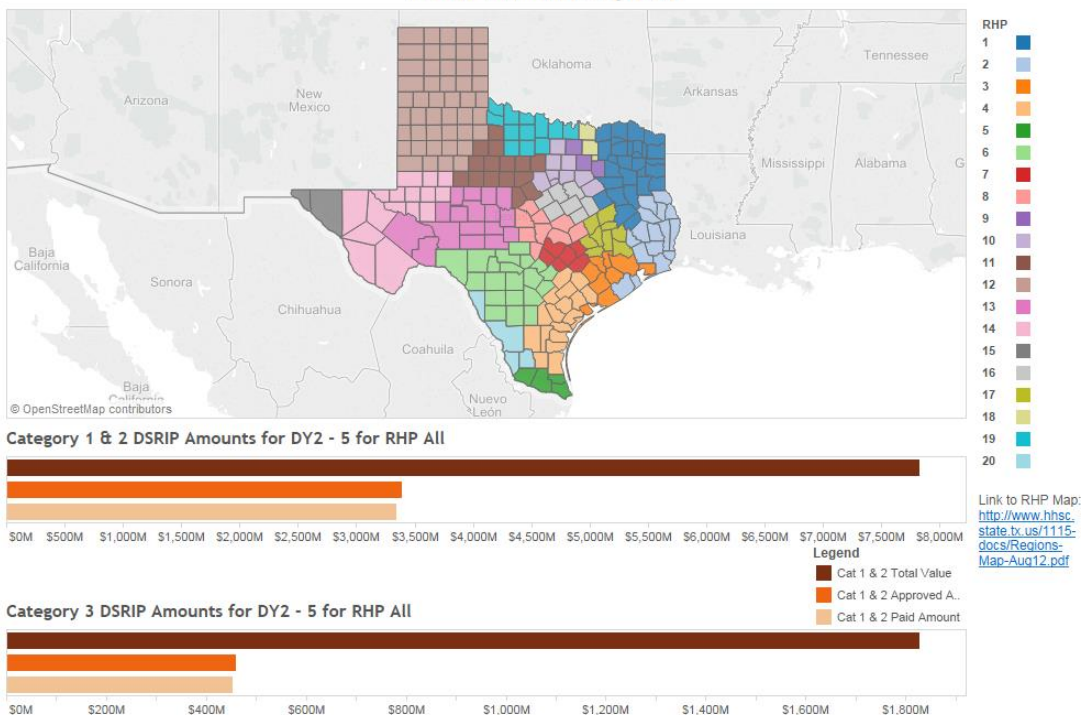 Oklahoma
Tennessee
Arizona
New
Mexico
Arkansas
Mississippi
Alabama
G
Louisiana
Baja
California
Sonora
Chihuahua
Coahuila
Baja
California
Nuevo
León
© OpenStreetMap contributors
RHP
1
2
3
4
5
6
7
8
9
10
11
12
13
14
15
16
17
18
19
20
Link to RHP Map:
http://www.hhsc.
state.tx.us/1115-
docs/Regions-
Map-Aug12.pdf
Category 1 & 2 DSRIP Amounts for DY2 - 5 for RHP All
$0M $500M $1,000M $1,500M $2,000M $2,500M $3,000M $3,500M $4,000M $4,500M $5,000M $5,500M $6,000M $6,500M $7,000M $7,500M $8,000M
Legend
Cat 1 & 2 Total Value
Cat 1 & 2 Approved A..
Cat 1 & 2 Paid Amount
Category 3 DSRIP Amounts for DY2 - 5 for RHP All
$0M $200M $400M $600M $800M $1,000M $1,200M $1,400M $1,600M $1,800M